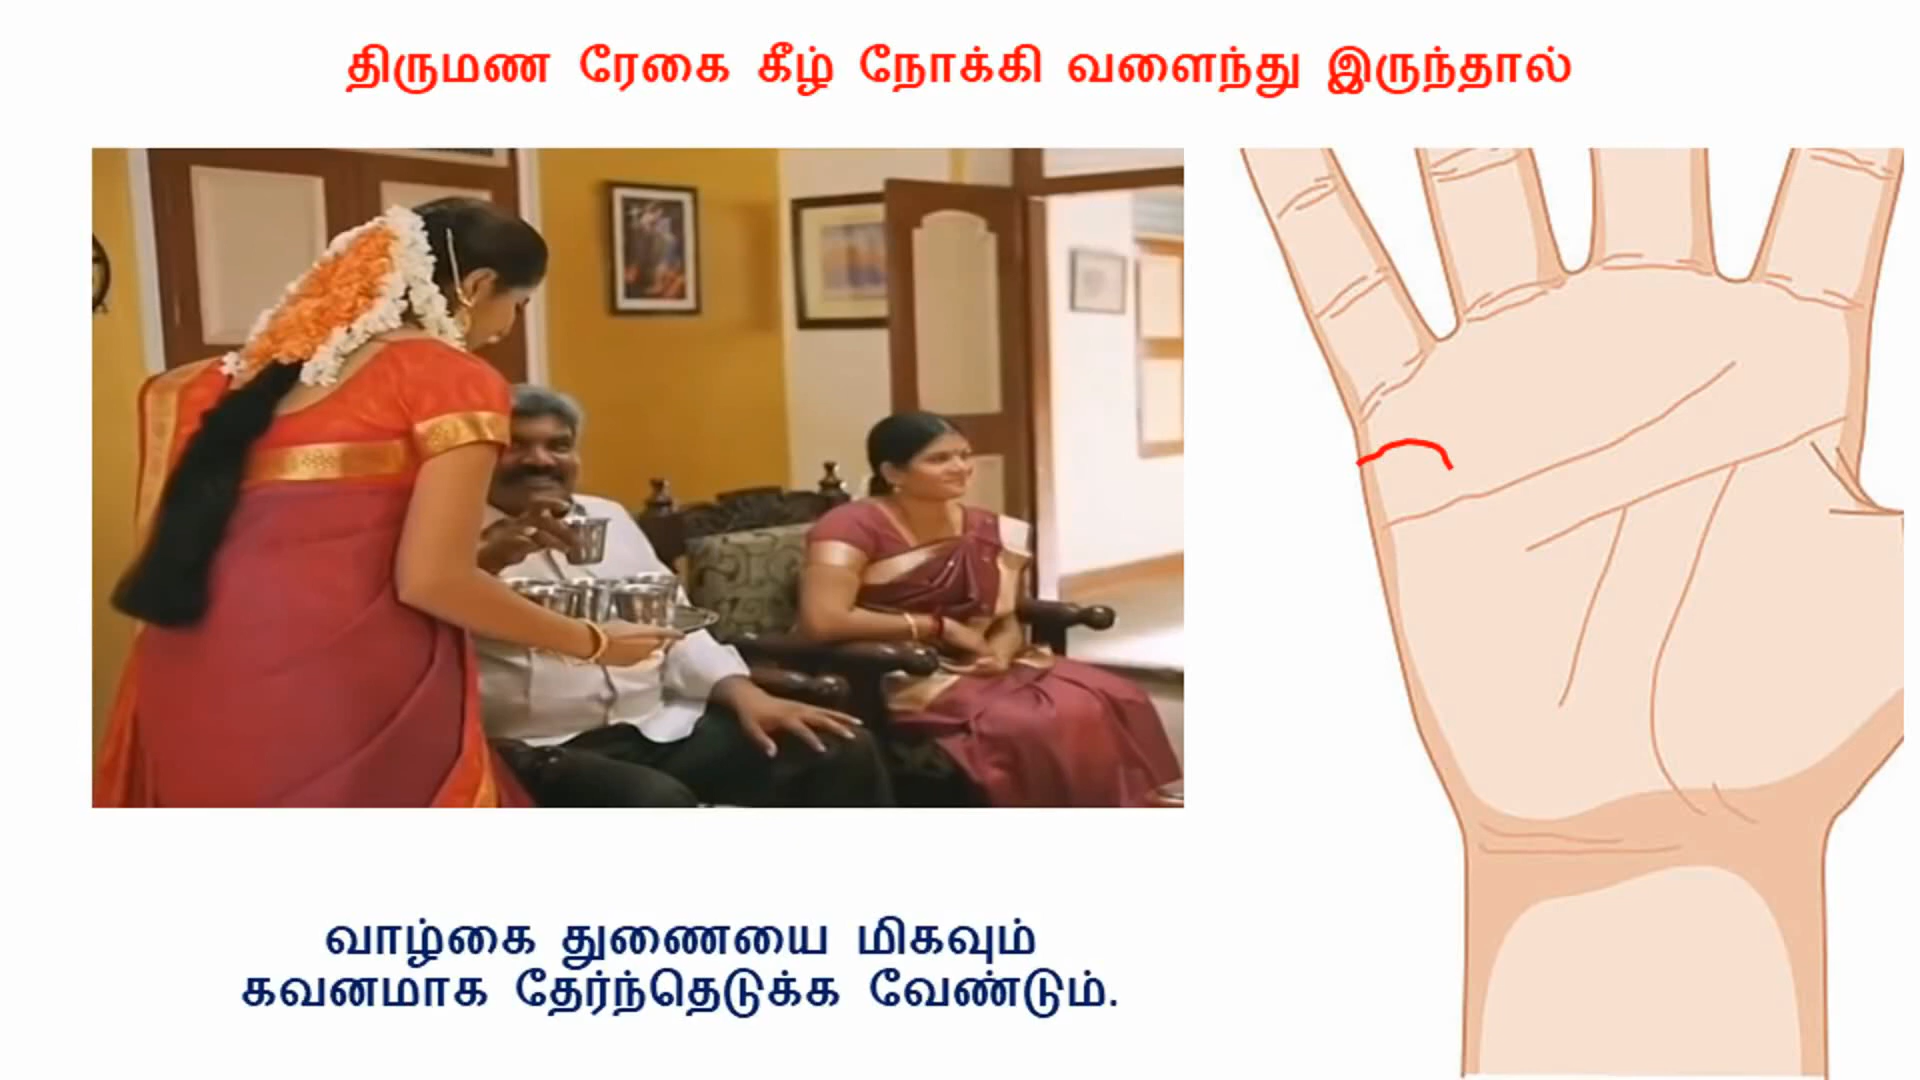 திருமண ரேகை கீழ் நோக்கி வளைந்து இருந்தால்
வாழ்கை துணையை மிகவும்
கவனமாக தேர்ந்தெடுக்க வேண்டும்.